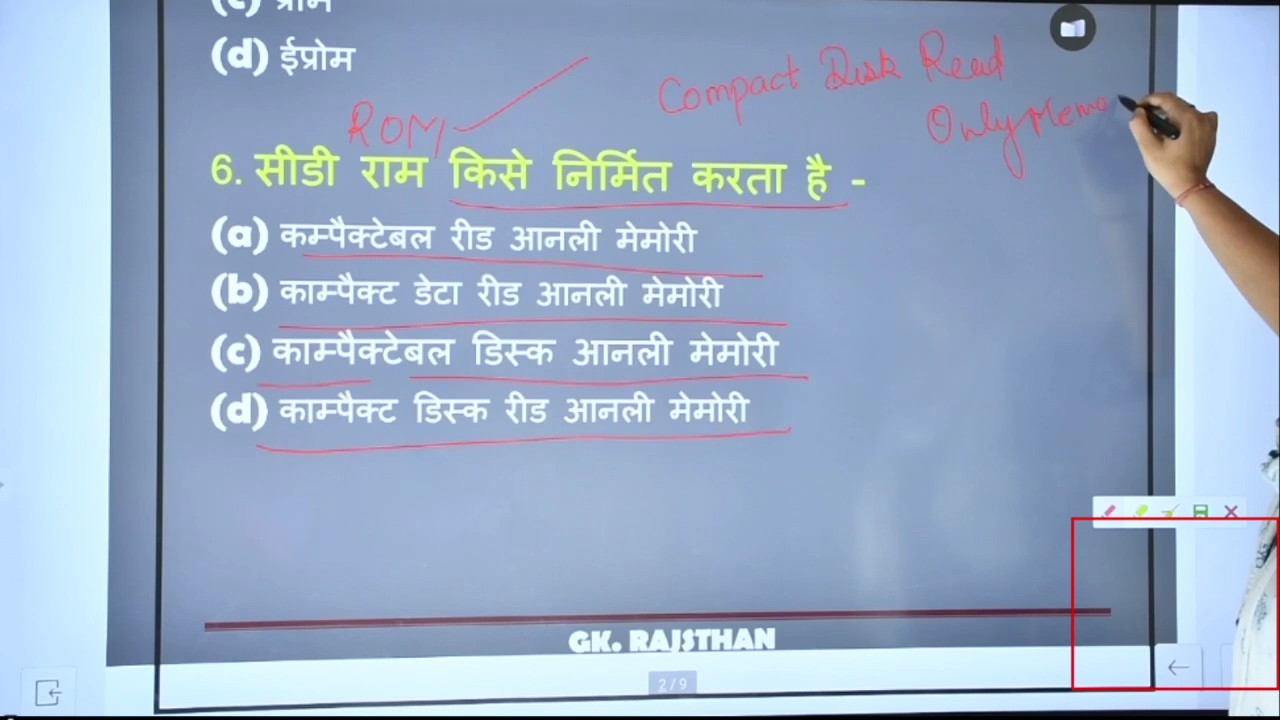 (c) प्रोम
(d) ईप्रोम
Compact Disk Read
Only Memo
ROM
6. सीडी राम किसे निर्मित करता है -
(a) कम्पैक्टेबल रीड आनली मेमोरी
(b) काम्पैक्ट डेटा रीड आनली मेमोरी
(c) काम्पैक्टेबल डिस्क आनली मेमोरी
(d) काम्पैक्ट डिस्क रीड आनली मेमोरी
GK. RAJSTHAN
2/9